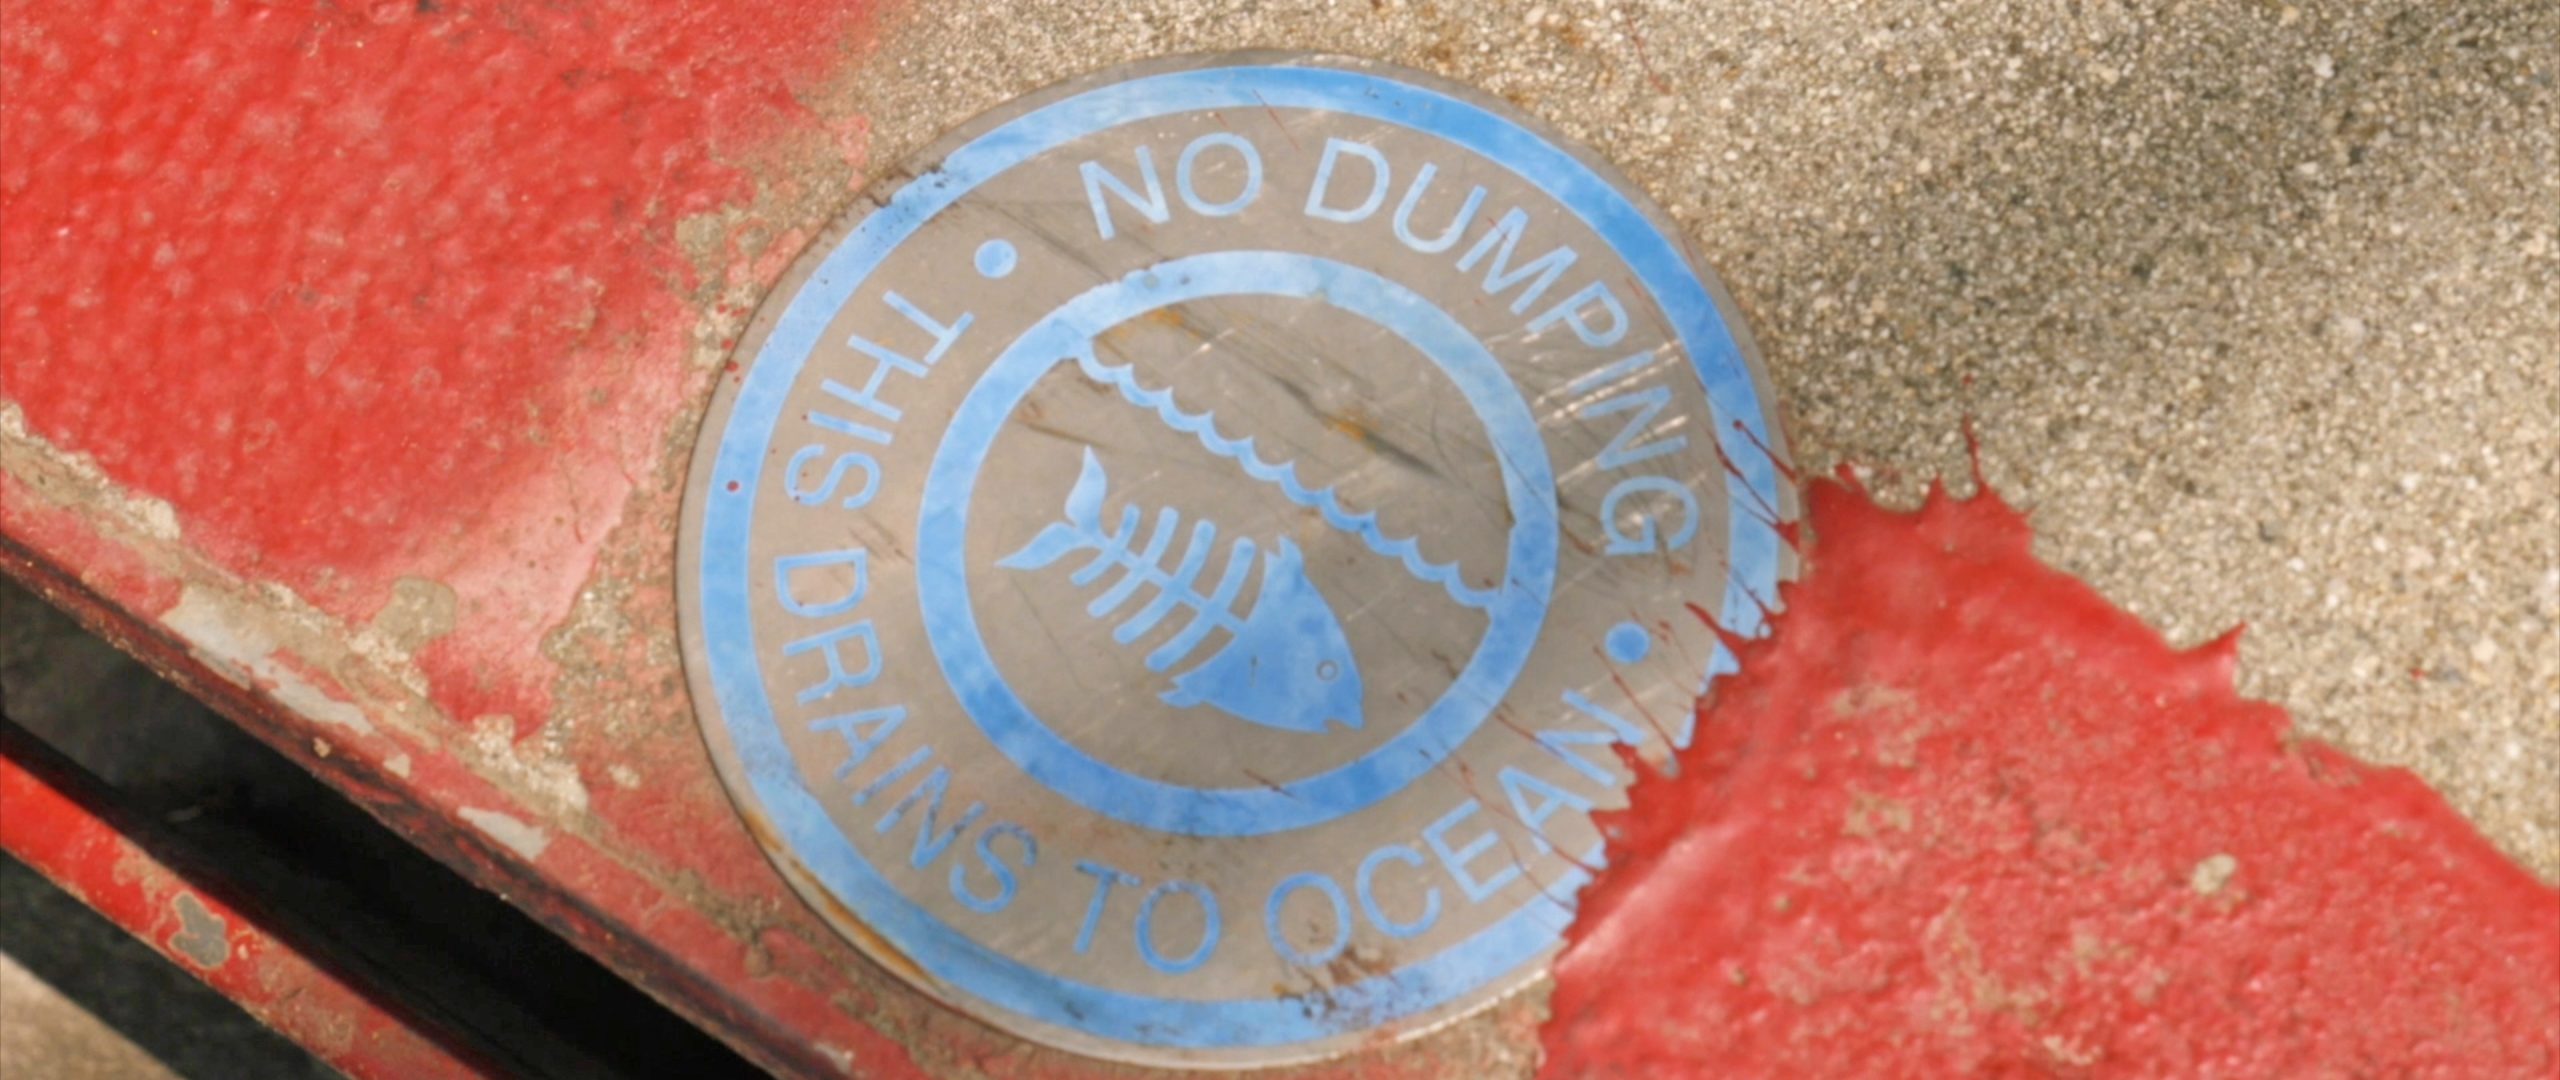 NO DUMPING
THIS DRAINS TO OCEAN